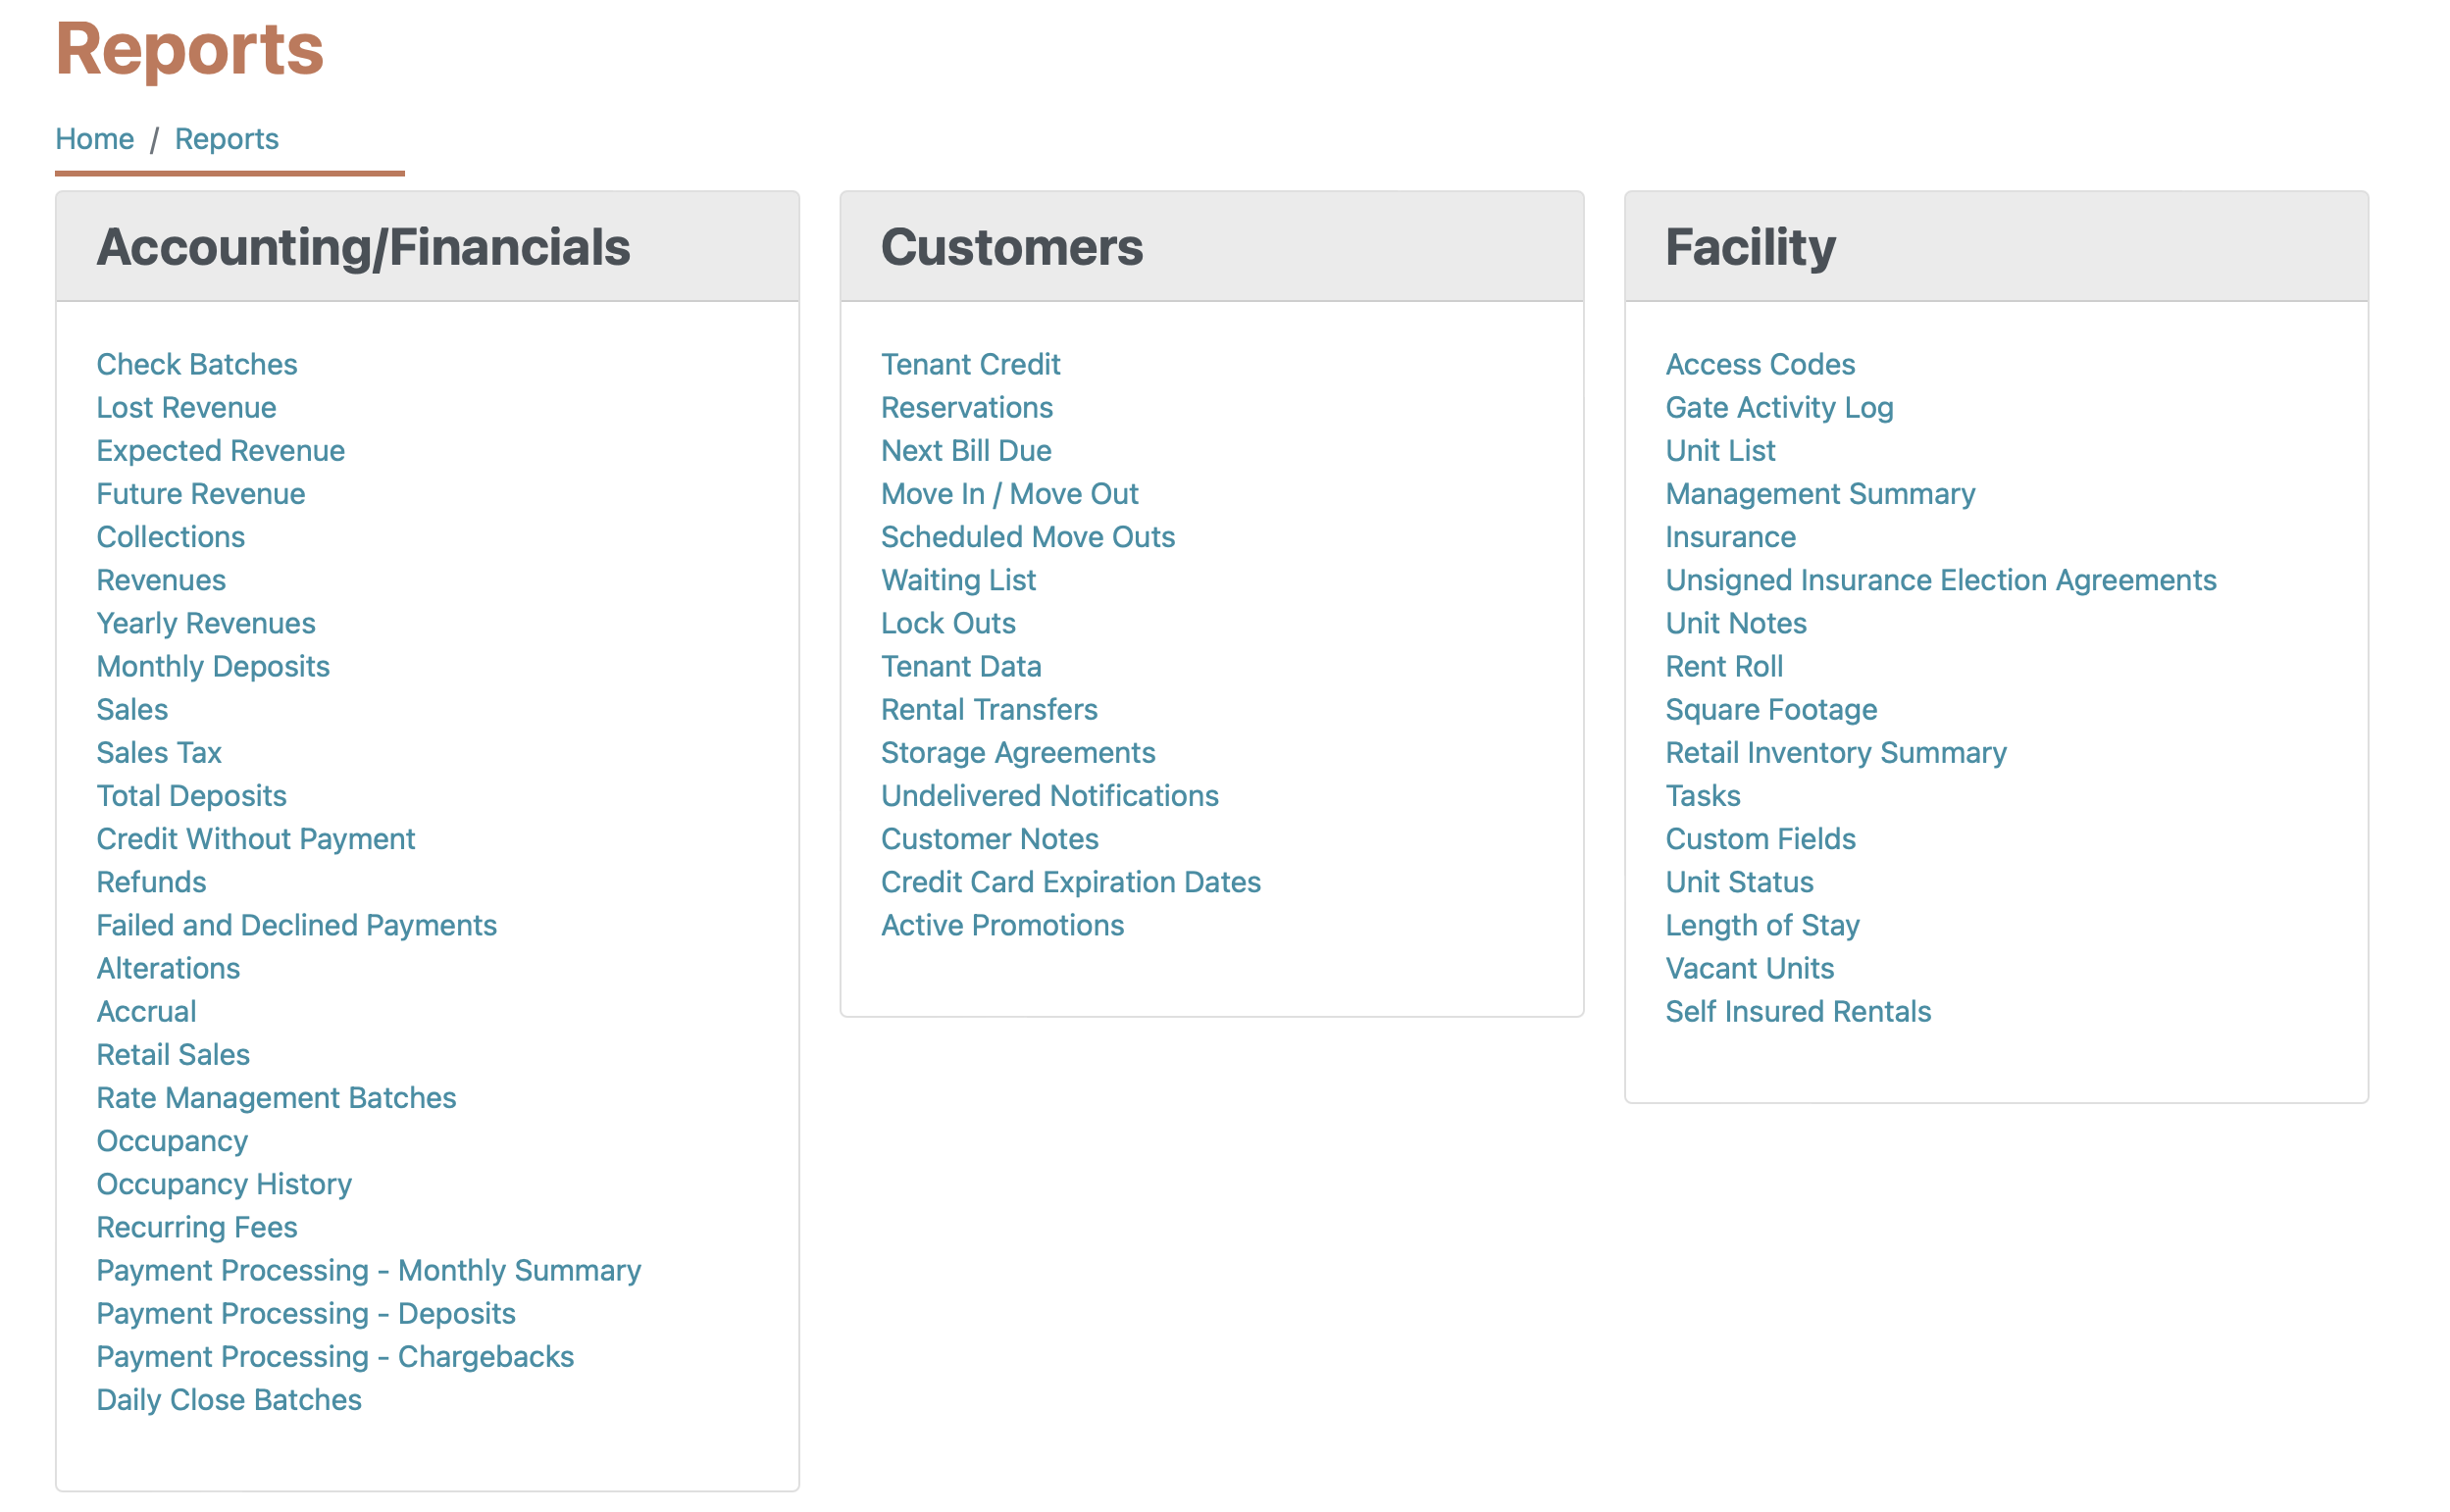 Reports
Home / Reports
Accounting/Financials
Check Batches
Lost Revenue
Expected Revenue
Future Revenue
Collections
Revenues
Yearly Revenues
Monthly Deposits
Sales
Sales Tax
Total Deposits
Credit Without Payment
Refunds
Failed and Declined Payments
Alterations
Accrual
Retail Sales
Rate Management Batches
Occupancy
Occupancy History
Recurring Fees
Payment Processing - Monthly Summary
Payment Processing - Deposits
Payment Processing - Chargebacks
Daily Close Batches
Customers
Tenant Credit
Reservations
Next Bill Due
Move In / Move Out
Scheduled Move Outs
Waiting List
Lock Outs
Tenant Data
Rental Transfers
Storage Agreements
Undelivered Notifications
Customer Notes
Credit Card Expiration Dates
Active Promotions
Facility
Access Codes
Gate Activity Log
Unit List
Management Summary
Insurance
Unsigned Insurance Election Agreements
Unit Notes
Rent Roll
Square Footage
Retail Inventory Summary
Tasks
Custom Fields
Unit Status
Length of Stay
Vacant Units
Self Insured Rentals